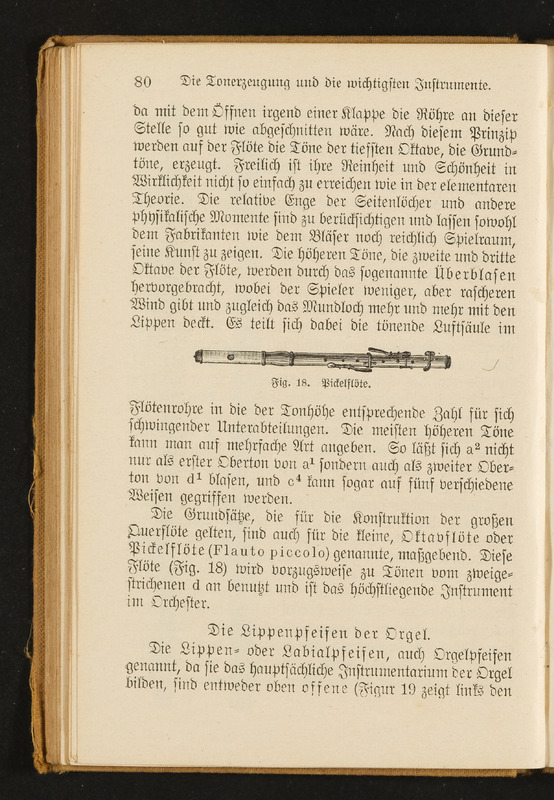 80 Die Tonerzeugung und die wichtigsten Instrumente.
da mit dem Öffnen irgend einer Klappe die Röhre an dieser
Stelle so gut wie abgeschnitten wäre. Nach diesem Prinzip
werden auf der Flöte die Töne der tiefsten Oktave, die Grund-
töne, erzeugt. Freilich ist ihre Reinheit und Schönheit in
Wirklichkeit nicht so einfach zu erreichen wie in der elementaren
Theorie. Die relative Enge der Seitenlöcher und andere
physikalische Momente sind zu berücksichtigen und lassen sowohl
dem Fabrikanten wie dem Bläser noch reichlich Spielraum,
seine Kunst zu zeigen. Die höheren Töne, die zweite und dritte
Oktave der Flöte, werden durch das sogenannte Überblasen
hervorgebracht, wobei der Spieler weniger, aber rascheren
Wind gibt und zugleich das Mundloch mehr und mehr mit den
Lippen deckt. Es teilt sich dabei die tönende Luftsäule im
Fig. 18. Pickelflöte.
Flötenrohre in die der Tonhöhe entsprechende Zahl für sich
schwingender Unterabteilungen. Die meisten höheren Töne
kann man auf mehrfache Art angeben. So läßt sich a² nicht
nur als erster Oberton von a¹ sondern auch als zweiter Ober-
ton von d¹ blasen, und c⁴ kann sogar auf fünf verschiedene
Weisen gegriffen werden.
Die Grundsätze, die für die Konstruktion der großen
Querflöte gelten, sind auch für die kleine, Oktavflöte oder
Pickelflöte (Flauto piccolo) genannte, maßgebend. Diese
Flöte (Fig. 18) wird vorzugsweise zu Tönen vom zweige-
strichenen d an benutzt und ist das höchstliegende Instrument
im Orchester.
Die Lippenpfeifen der Orgel.
Die Lippen- oder Labialpfeifen, auch Orgelpfeifen
genannt, da sie das hauptsächliche Instrumentarium der Orgel
bilden, sind entweder oben offene (Figur 19 zeigt links den